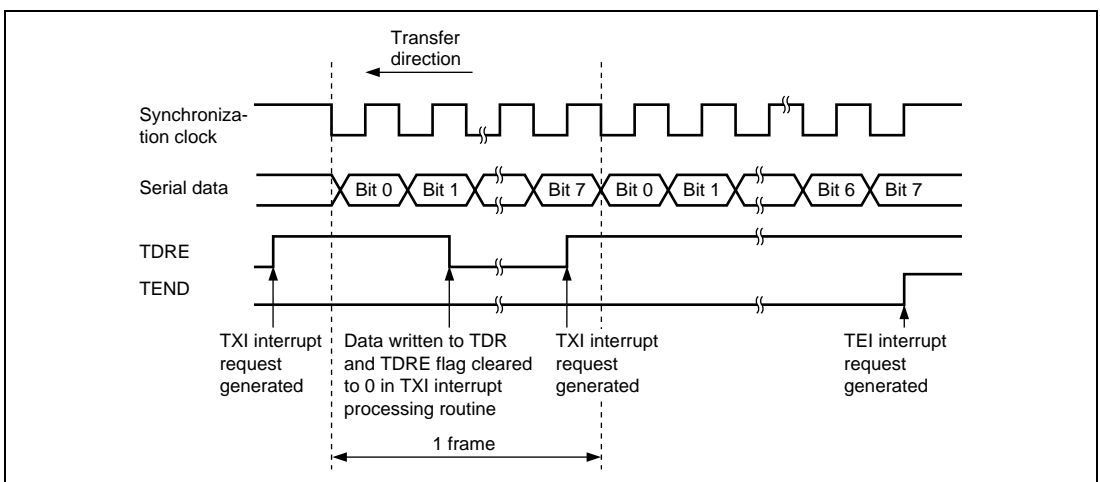 Transfer
direction
Synchroniza-
tion clock
Serial data
Bit 0
Bit 1
Bit 7
Bit 0
Bit 1
Bit 6
Bit 7
TDRE
TEND
TXI interrupt
request
generated
Data written to TDR
and TDRE flag cleared
to 0 in TXI interrupt
processing routine
TXI interrupt
request
generated
TEI interrupt
request
generated
1 frame